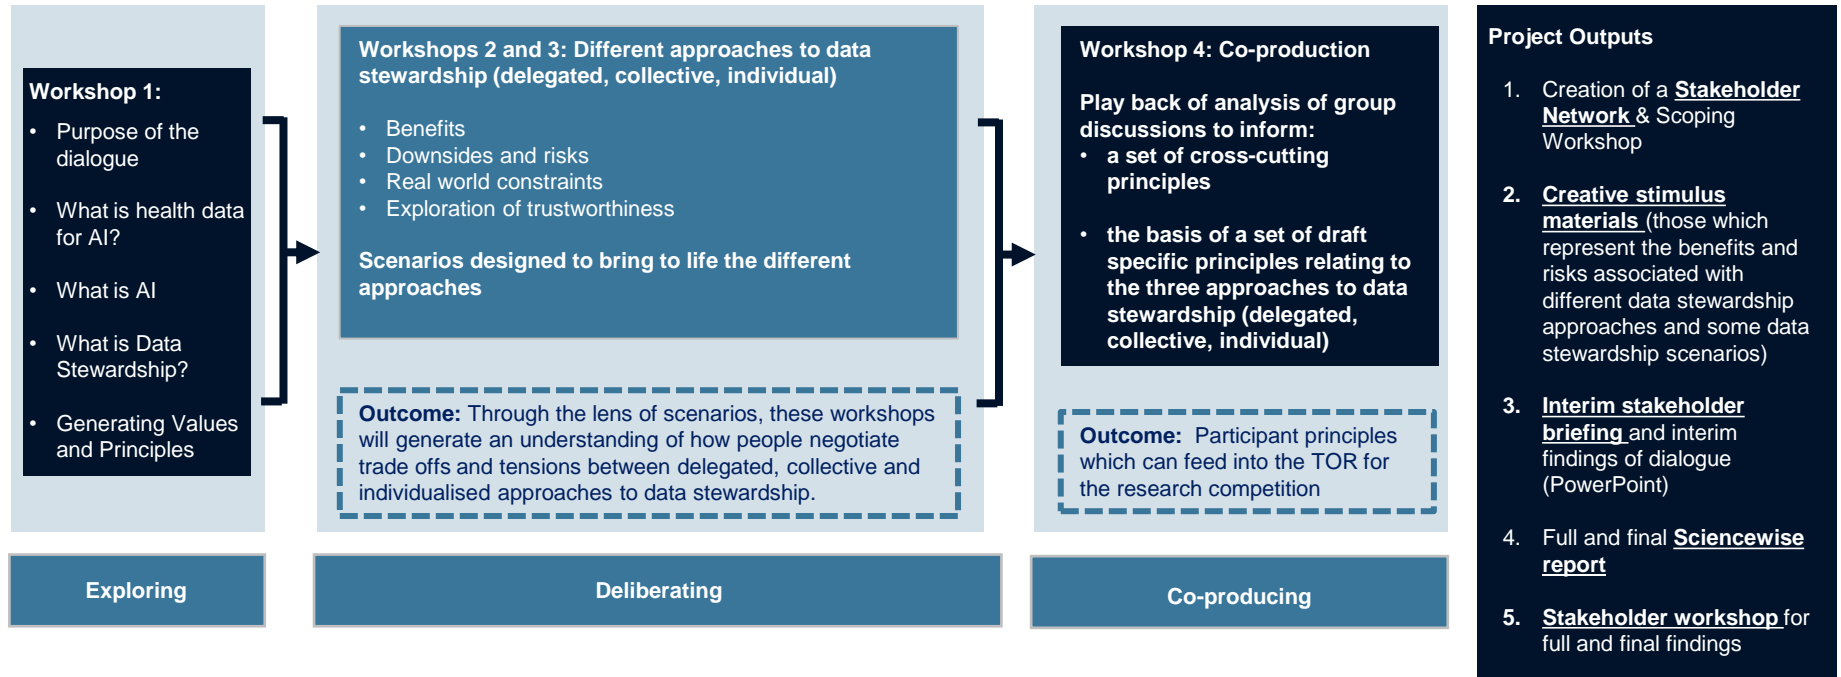 Workshop 1:
• Purpose of the
dialogue
• What is health data
for AI?
• What is AI
• What is Data
Stewardship?
• Generating Values
and Principles
Exploring
Workshops 2 and 3: Different approaches to data
stewardship (delegated, collective, individual)
• Benefits
• Downsides and risks
• Real world constraints
• Exploration of trustworthiness
Scenarios designed to bring to life the different
approaches
Outcome: Through the lens of scenarios, these workshops
will generate an understanding of how people negotiate
trade offs and tensions between delegated, collective and
individualised approaches to data stewardship.
Deliberating
Workshop 4: Co-production
Play back of analysis of group
discussions to inform:
• a set of cross-cutting
principles
• the basis of a set of draft
specific principles relating to
the three approaches to data
stewardship (delegated,
collective, individual)
Outcome: Participant principles
which can feed into the TOR for
the research competition
Co-producing
Project Outputs
1. Creation of a Stakeholder
Network & Scoping
Workshop
2. Creative stimulus
materials (those which
represent the benefits and
risks associated with
different data stewardship
approaches and some data
stewardship scenarios)
3. Interim stakeholder
briefing and interim
findings of dialogue
(PowerPoint)
4. Full and final Sciencewise
report
5. Stakeholder workshop for
full and final findings